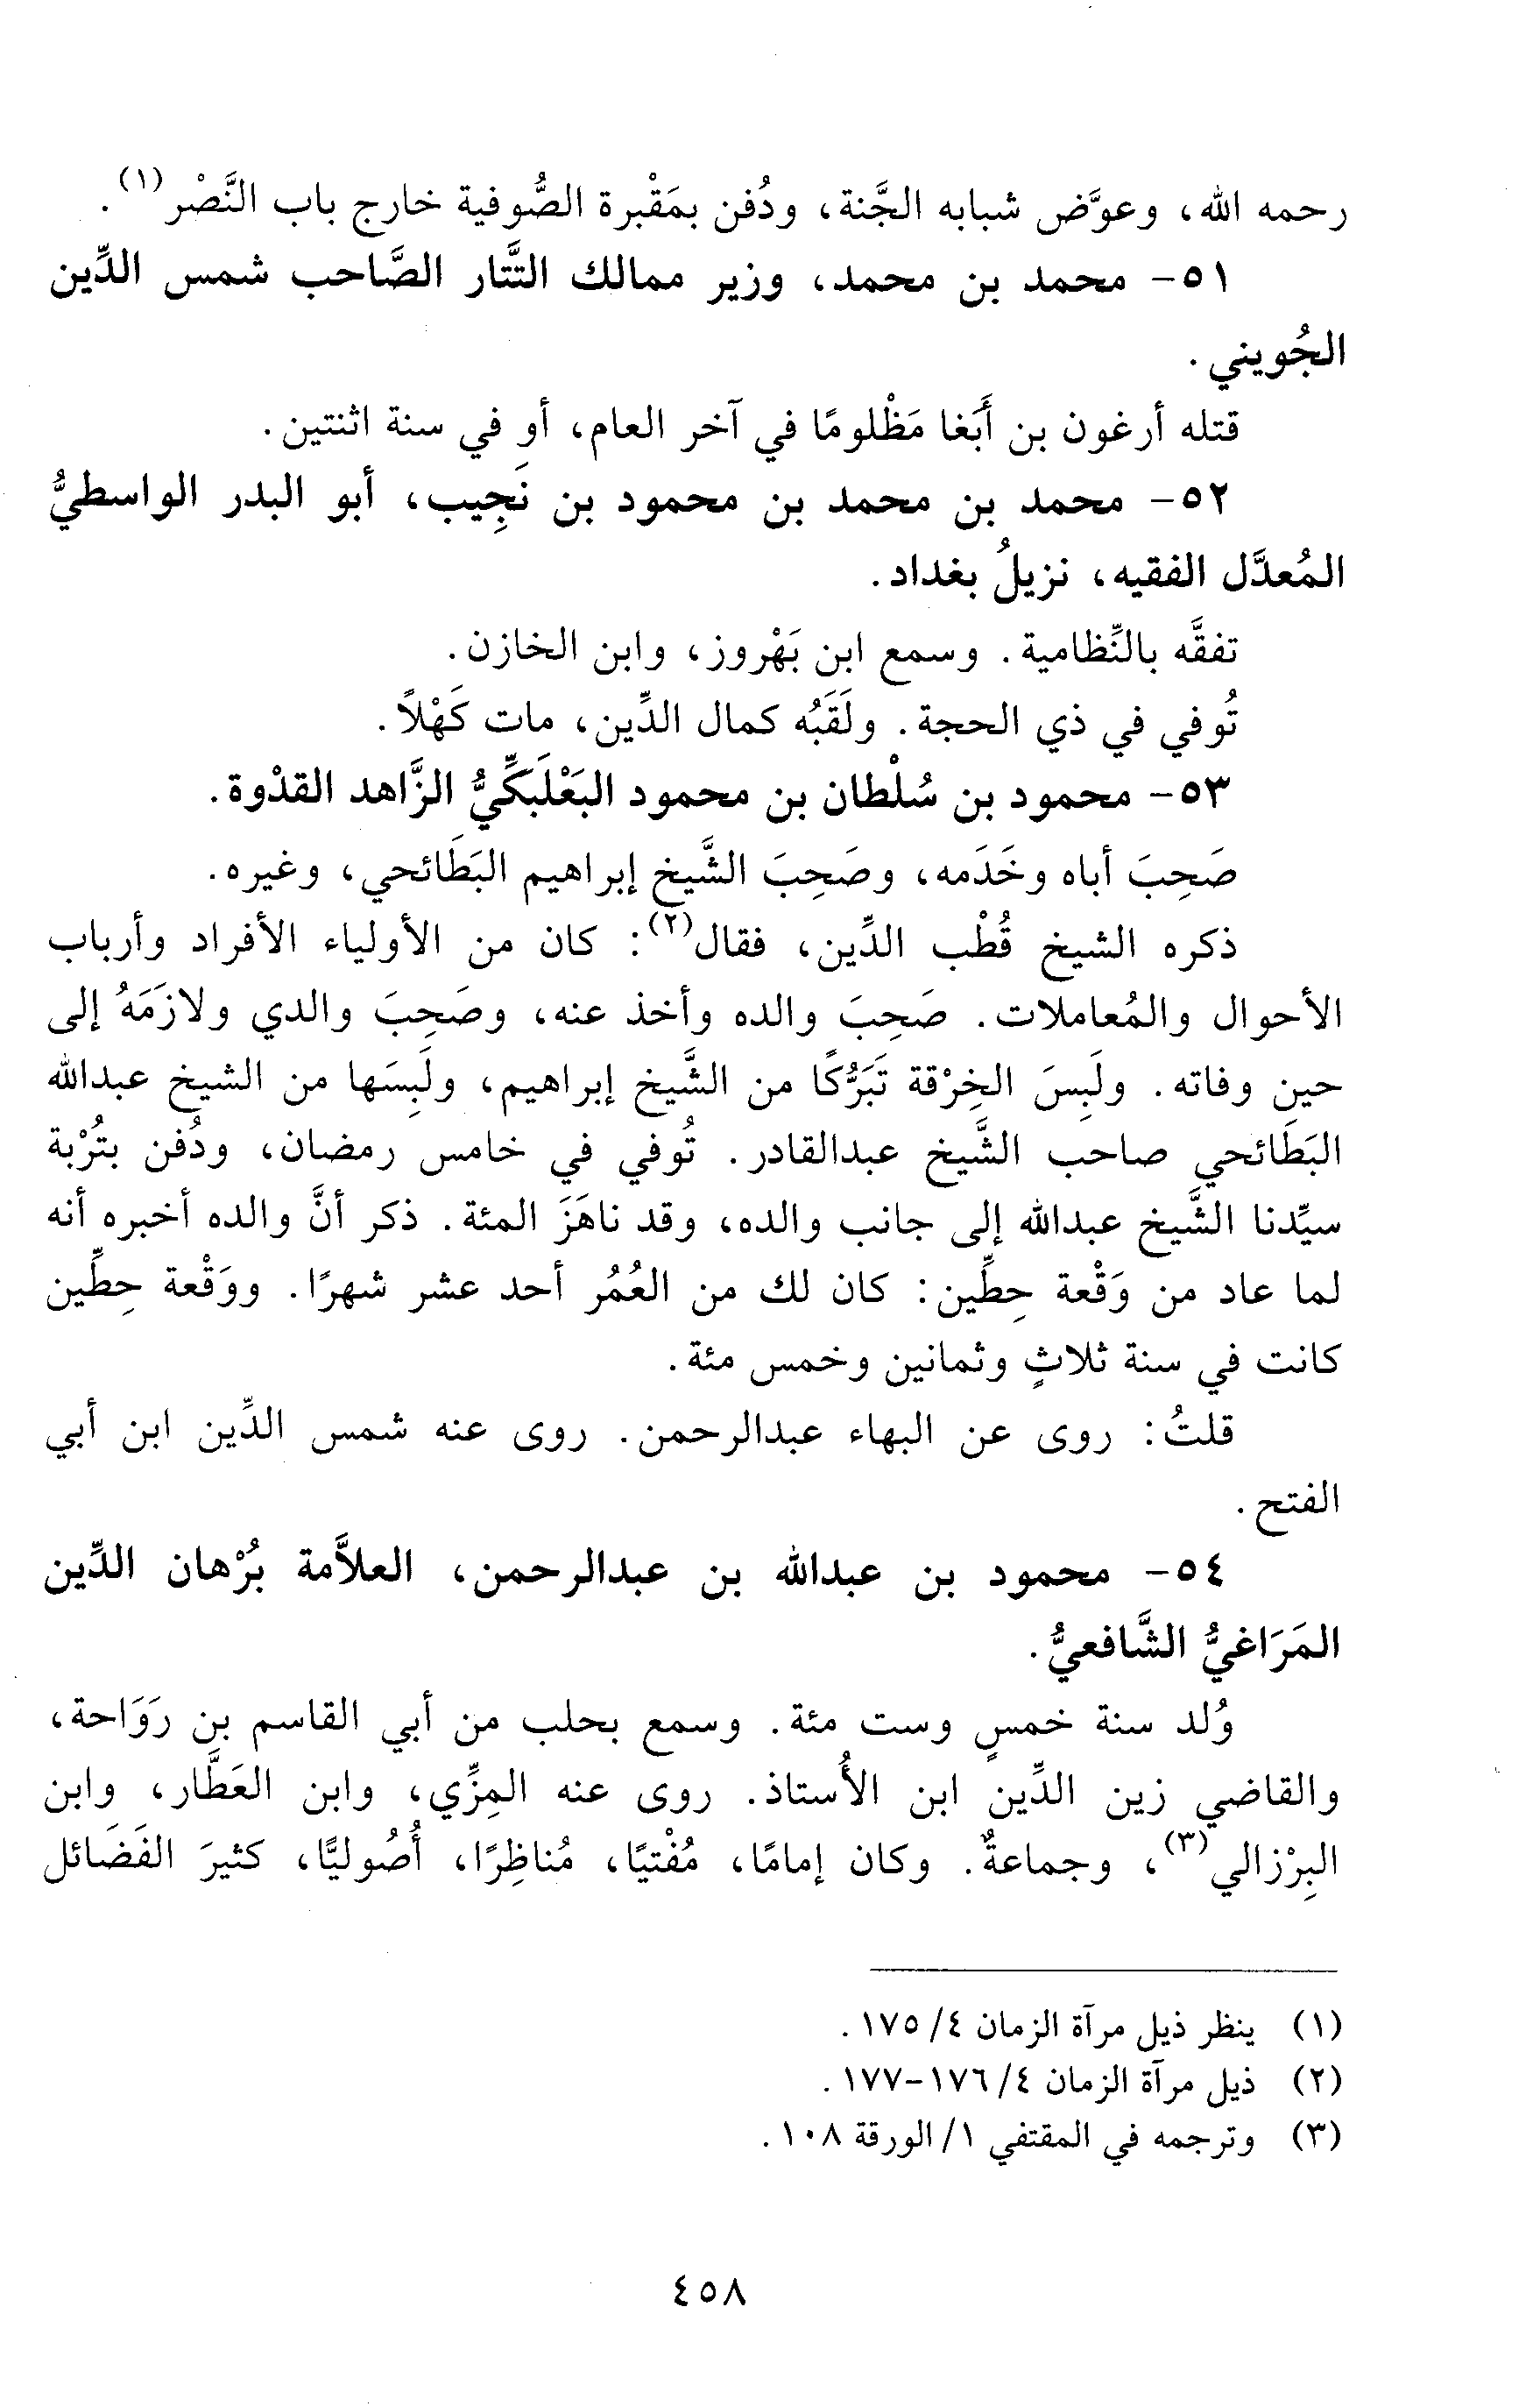 رحمه الله، وعوَّض شبابه الجَّنة، ودُفن بمَقْبرة الصُّوفية خارج باب النَّصْر(١).
٥١- محمد بن محمد، وزير ممالك التَّتار الصَّاحب شمس الدِّين
الجُويني.
قتله أرغون بن أَبَغا مَظْلومًا في آخر العام، أو في سنة اثنتين.
٥٢- محمد بن محمد بن محمود بن نَجِيب، أبو البدر الواسطيُّ
المُعدَّل الفقيه، نزيلُ بغداد.
تفقَّه بالنِّظامية. وسمع ابن بَهْروز، وابن الخازن.
تُوفي في ذي الحجة. ولَقَبُه كمال الدِّين، مات كَهْلاً.
٥٣- محمود بن سُلْطان بن محمود البَعْلَبَكِّيُّ الزَّاهد القدْوة.
صَحِبَ أباه وخَدَمه، وصَحِبَ الشَّيخ إبراهيم البَطَائحي، وغيره.
ذكره الشيخ قُطْب الدِّين، فقال(٢): كان من الأولياء الأفراد وأرباب
الأحوال والمُعاملات. صَحِبَ والده وأخذ عنه، وصَحِبَ والدي ولازَمَهُ إلى
حين وفاته. ولَبِسَ الخِرْقة تَبَرُّكًا من الشَّيخ إبراهيم، ولَبِسَها من الشيخ عبدالله
البَطَائحي صاحب الشَّيخ عبدالقادر. تُوفي في خامس رمضان، ودُفن بتُرْبة
سيِّدنا الشَّيخ عبدالله إلى جانب والده، وقد ناهَزَ المئة. ذكر أنَّ والده أخبره أنه
لما عاد من وَقْعة حِطِّين: كان لك من العُمُر أحد عشر شهرًا. ووَقْعة حِطِّين
كانت في سنة ثلاثٍ وثمانين وخمس مئة.
قلتُ: روى عن البهاء عبدالرحمن. روى عنه شمس الدِّين ابن أبي
الفتح.
٥٤- محمود بن عبدالله بن عبدالرحمن، العلاَّمة بُرْهان الدِّين
المَرَاغيُّ الشَّافعيُّ.
وُلد سنة خمسٍ وست مئة. وسمع بحلب من أبي القاسم بن رَوَاحة،
والقاضي زين الدِّين ابن الأُستاذ. روى عنه المِزِّي، وابن العَطَّار، وابن
البِرْزالي(٣)، وجماعةٌ. وكان إمامًا، مُفْتيًا، مُناظِرًا، أُصُوليًّا، كثيرَ الفَضَائل
(١) ينظر ذيل مرآة الزمان ٤/ ١٧٥.
(٢) ذيل مرآة الزمان ٤/ ١٧٦-١٧٧.
(٣) وترجمه في المقتفي ١/ الورقة ١٠٨.
٤٥٨